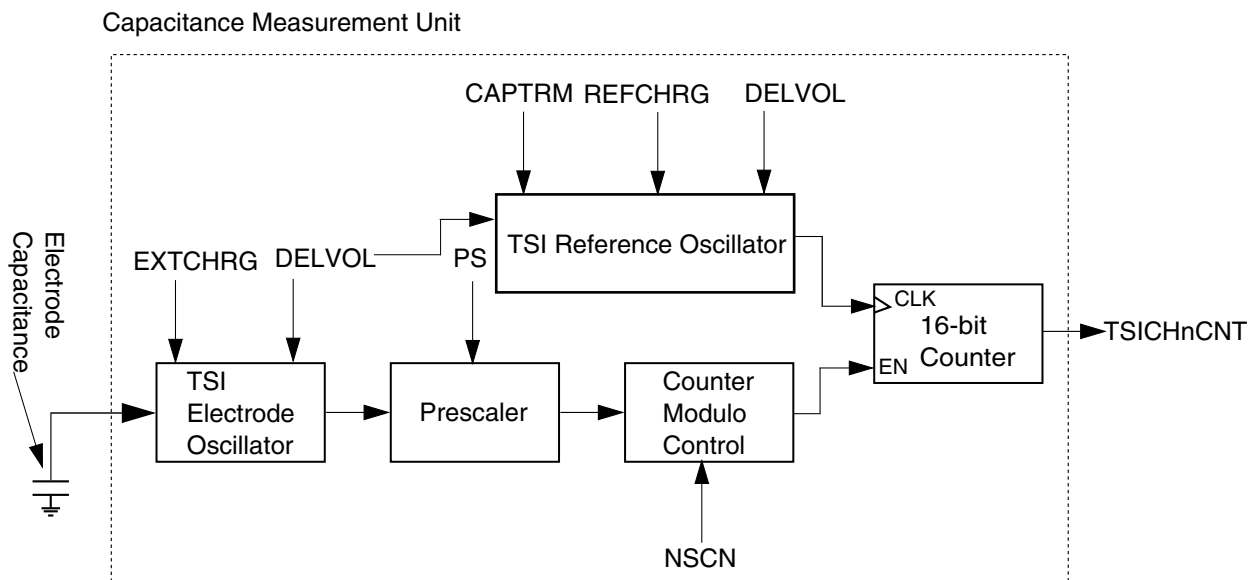 Capacitance Measurement Unit
CAPTRM
REFCHRG
DELVOL
TSI Reference Oscillator
EXTCHRG
DELVOL
PS
Electrode
Capacitance
TSI
Electrode
Oscillator
Prescaler
Counter
Modulo
Control
CLK
16-bit
Counter
EN
TSICHnCNT
NSCN